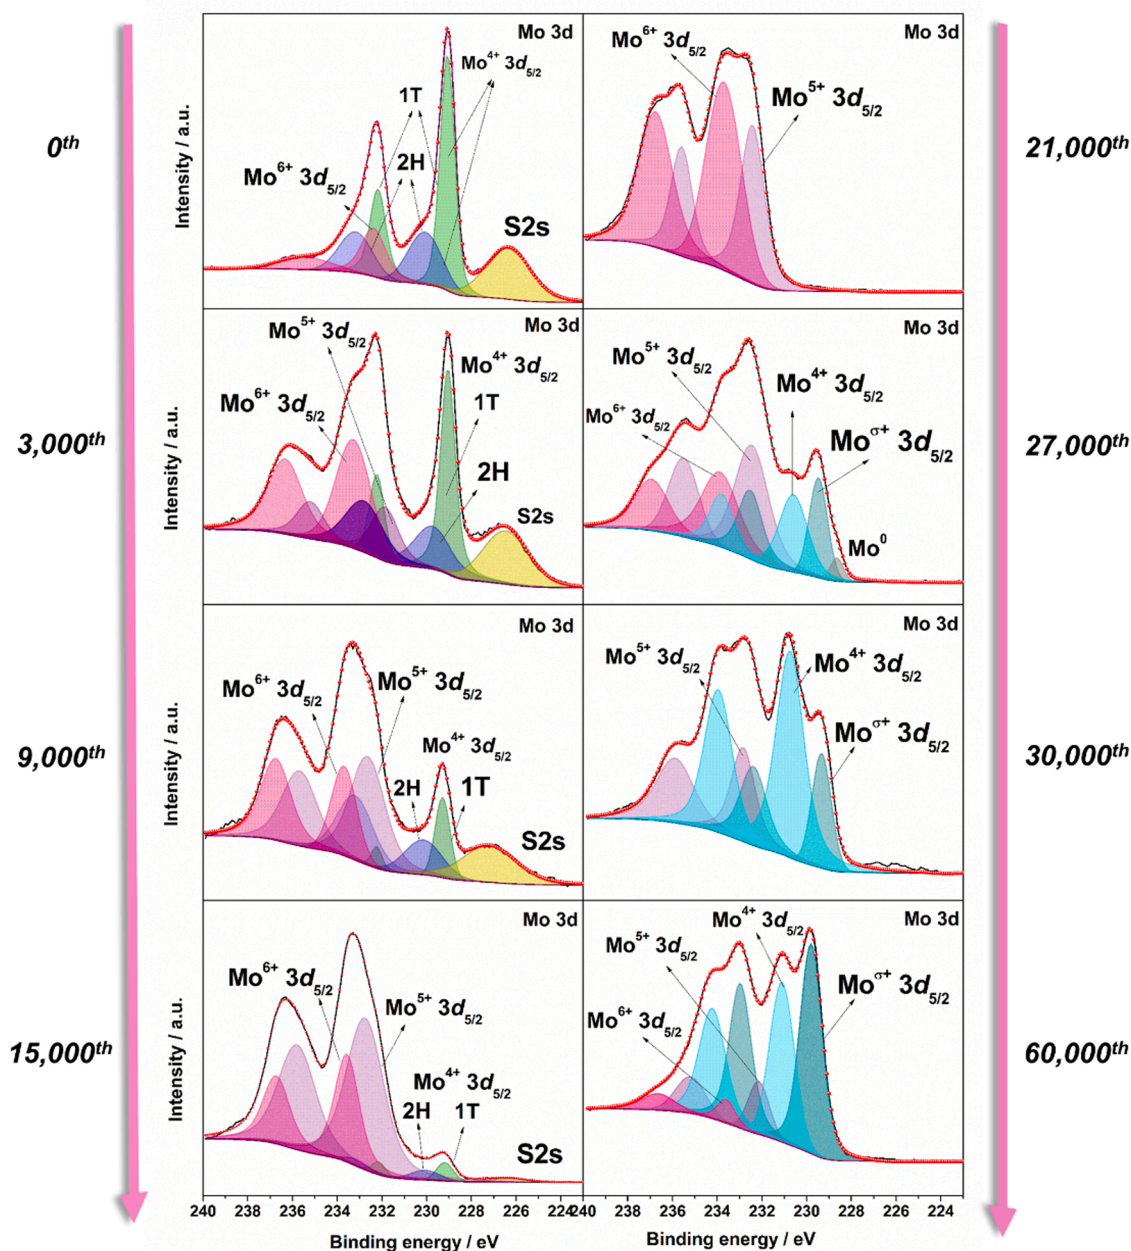 0th
Intensity / a.u.
Mo 3d
Mo4+ 3d5/2
1T
2H
Mo6+ 3d5/2
S2s
3,000th
Intensity / a.u.
Mo 3d
Mo5+ 3d5/2
Mo4+ 3d5/2
Mo6+ 3d5/2
1T
2H
S2s
9,000th
Intensity / a.u.
Mo 3d
Mo6+ 3d5/2
Mo5+ 3d5/2
Mo4+ 3d5/2
2H
1T
S2s
15,000th
Intensity / a.u.
Mo 3d
Mo6+ 3d5/2
Mo5+ 3d5/2
Mo4+ 3d5/2
2H
1T
S2s
240 238 236 234 232 230 228 226 224
Binding energy / eV
21,000th
Mo 3d
Mo6+ 3d5/2
Mo5+ 3d5/2
27,000th
Mo 3d
Mo5+ 3d5/2
Mo4+ 3d5/2
Mo6+ 3d5/2
Moσ+ 3d5/2
Mo0
30,000th
Mo 3d
Mo5+ 3d5/2
Mo4+ 3d5/2
Moσ+ 3d5/2
60,000th
Mo 3d
Mo4+ 3d5/2
Mo5+ 3d5/2
Moσ+ 3d5/2
Mo6+ 3d5/2
240 238 236 234 232 230 228 226 224
Binding energy / eV